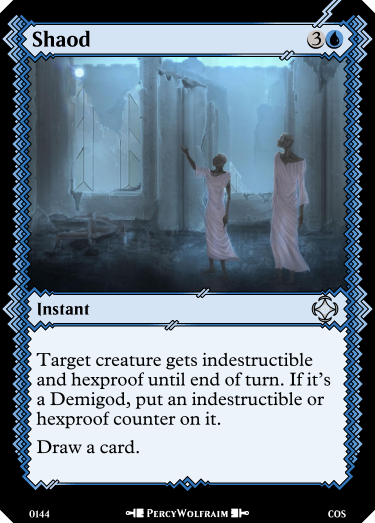 Shaod 3
Instant
Target creature gets indestructible
and hexproof until end of turn. If it's
a Demigod, put an indestructible or
hexproof counter on it.
Draw a card.
0144 PercyWolfraim COS